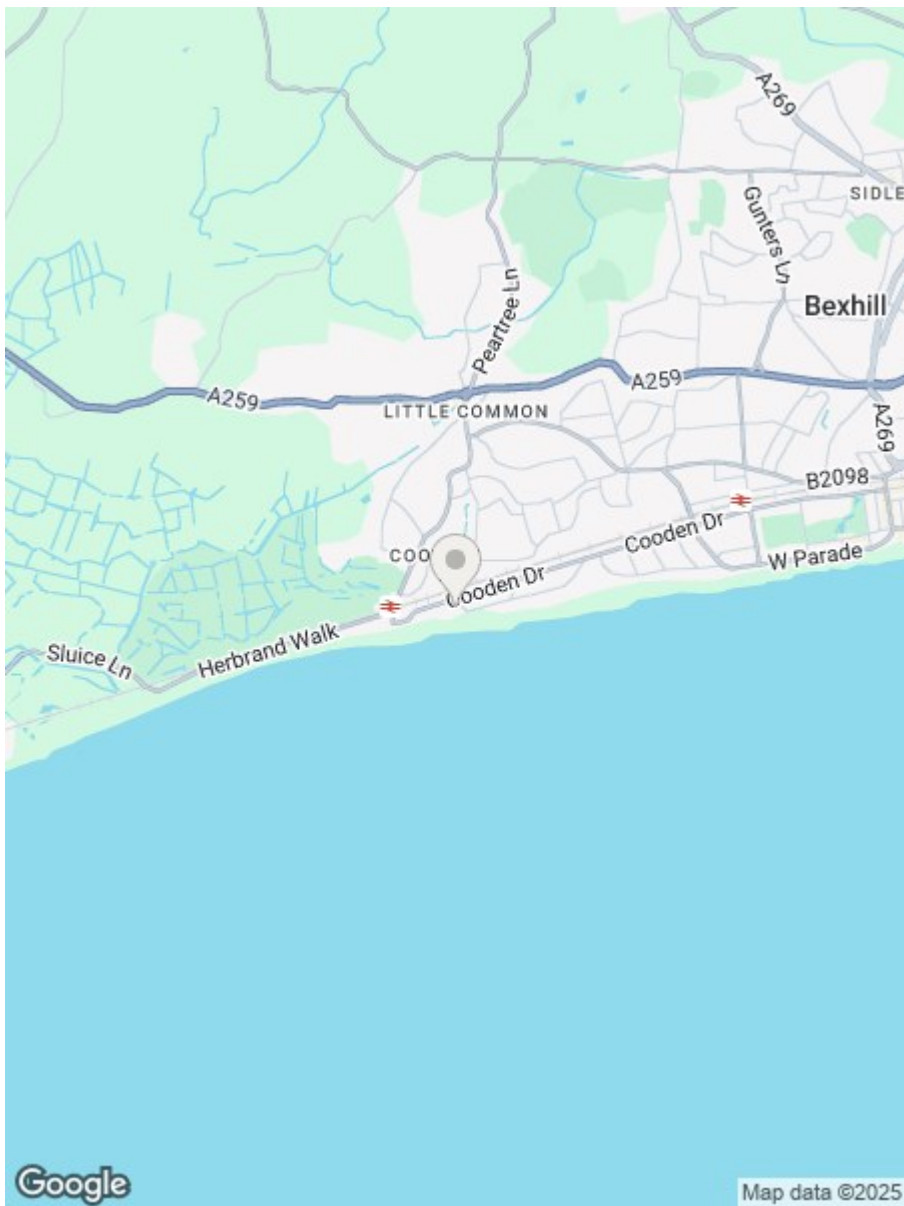 A269
SIDLE
Gunters Ln
Bexhill
Peartree Ln
A259
A259
LITTLE COMMON
A269
B2098
COO
Cooden Dr
W Parade
Cooden Dr
Herbrand Walk
Sluice Ln
Google
Map data ©2025